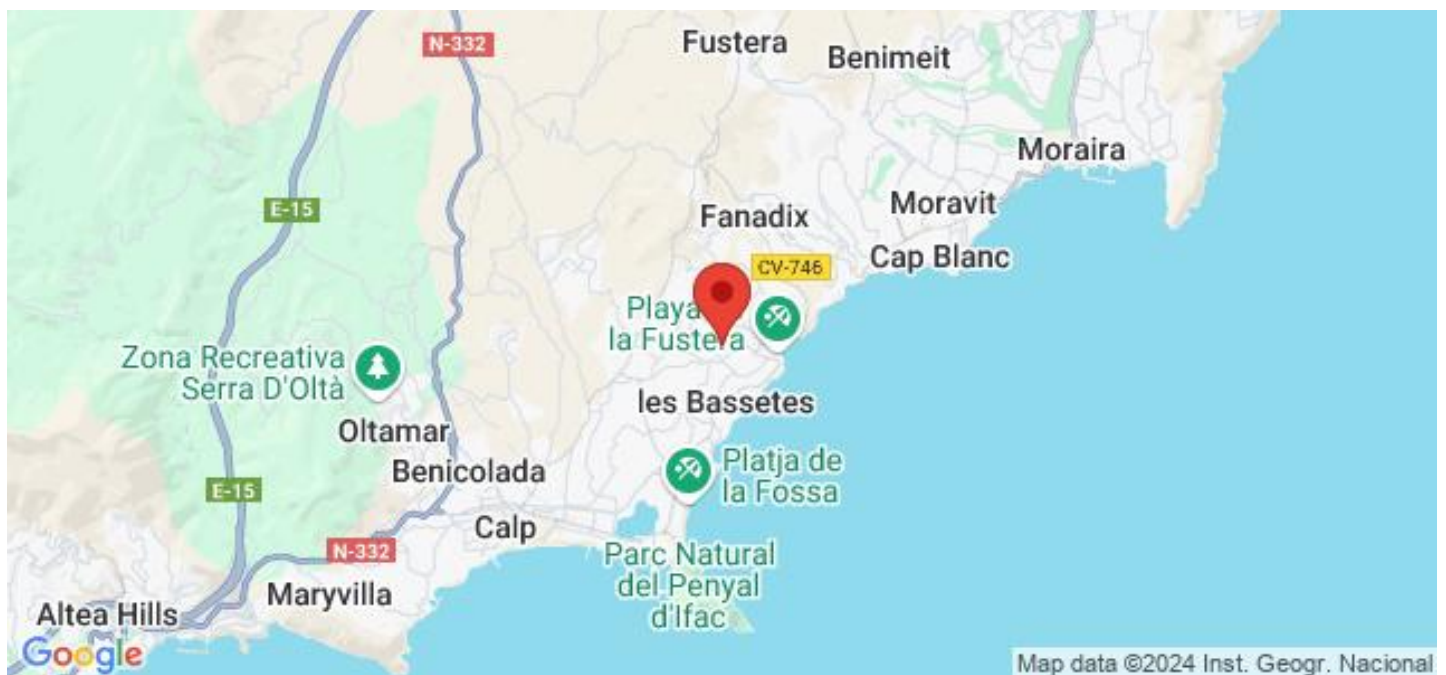 N-332
Fustera
Benimeit
Moraira
E-15
Fanadix
Moravit
CV-746
Cap Blanc
Playa
la Fustera
Zona Recreativa
Serra D'Oltà
les Bassetes
Oltamar
Benicolada
Platja de
la Fossa
E-15
Calp
N-332
Parc Natural
del Penyal
d'Ifac
Maryvilla
Altea Hills
Google
Map data ©2024 Inst. Geogr. Nacional